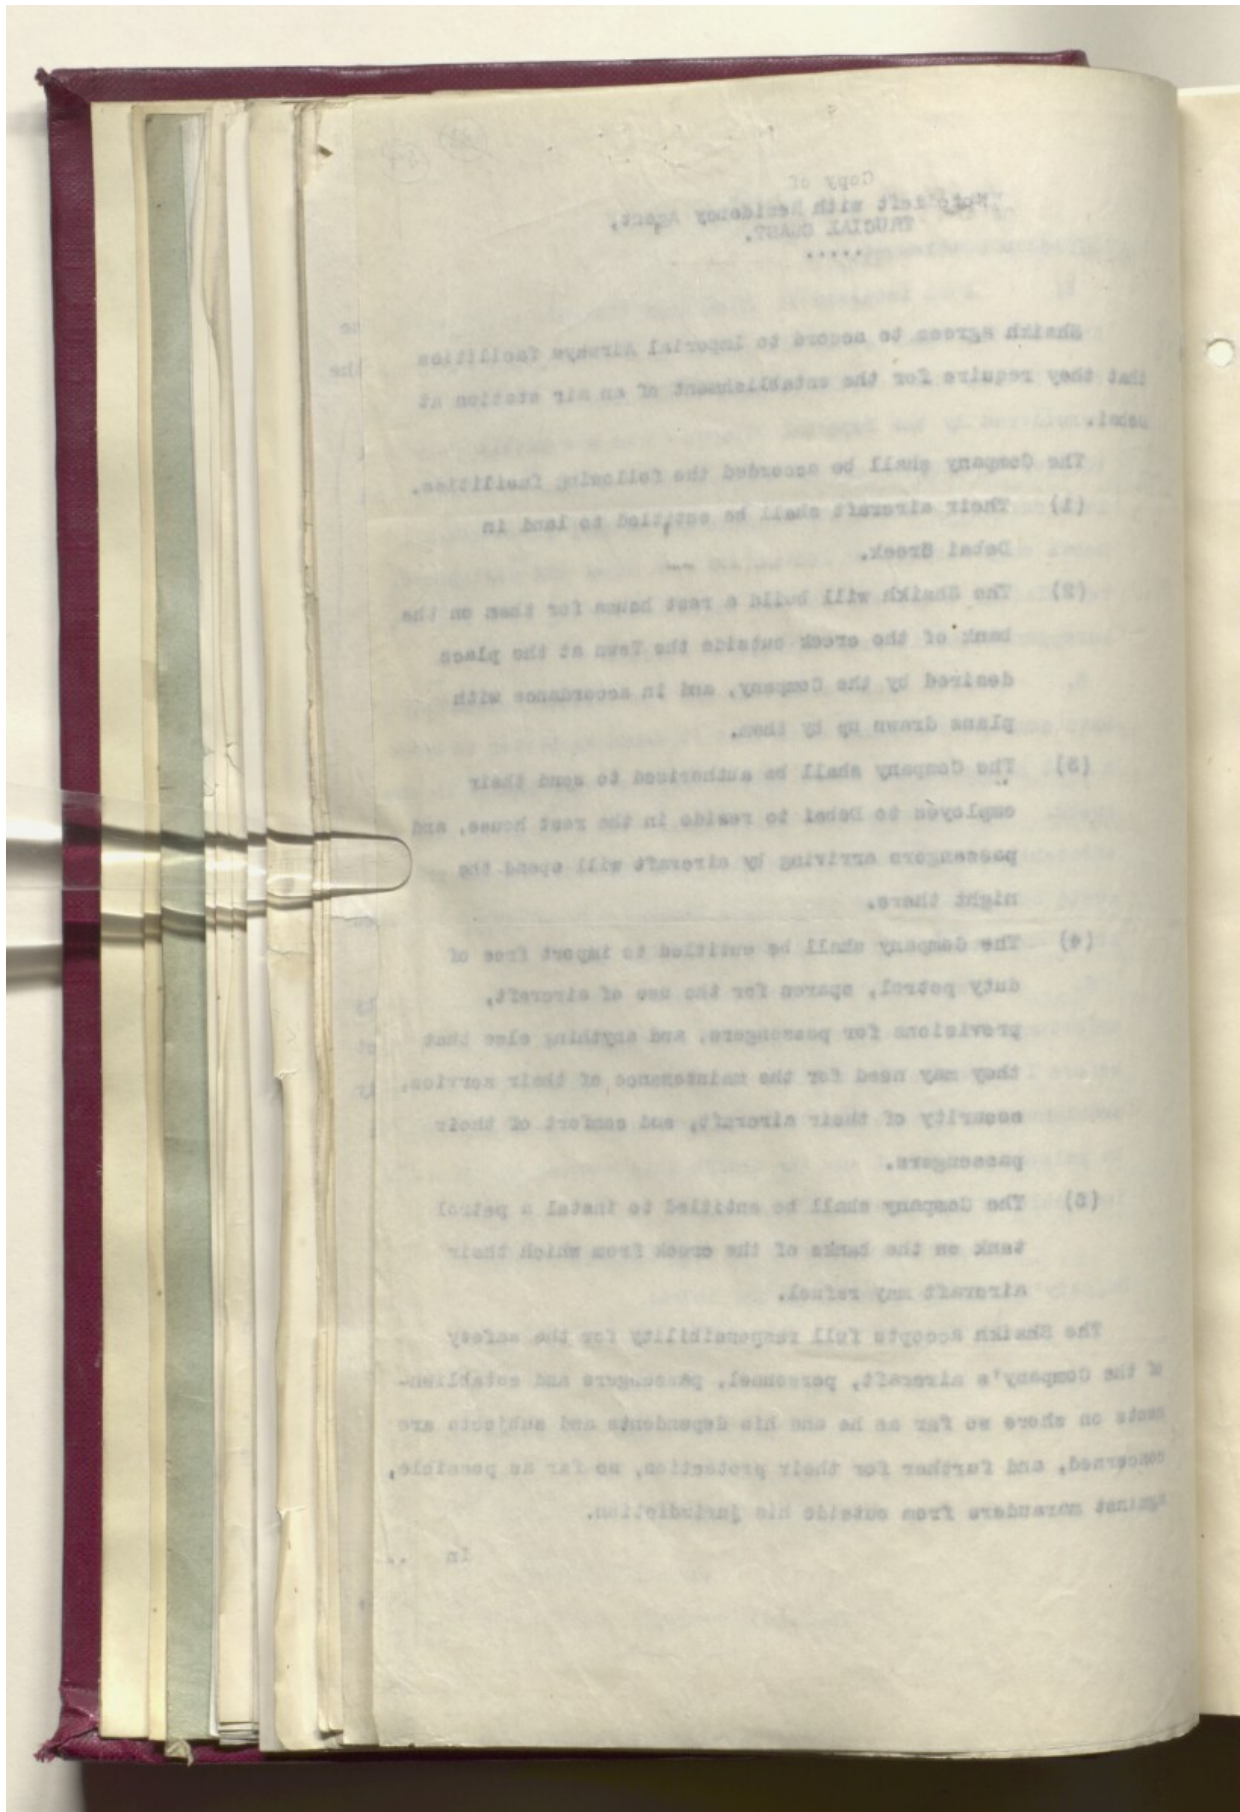 Copy of
Note left with Residency Agent,
TRUCIAL COAST.
.....
Shaikh agrees to accord to Imperial Airways facilities
that they require for the establishment of an air station at
Debai.
The Company shall be accorded the following facilities.
(1) Their aircraft shall be entitled to land in
Debai Creek.
(2) The Shaikh will build a rest house for them on the
bank of the creek outside the Town at the place
desired by the Company, and in accordance with
plans drawn up by them.
(3) The Company shall be authorised to send their
employés to Debai to reside in the rest house, and
passengers arriving by aircraft will spend the
night there.
(4) The Company shall be entitled to import free of
duty petrol, spares for the use of aircraft,
provisions for passengers, and anything else that
they may need for the maintenance of their service,
security of their aircraft, and comfort of their
passengers.
(5) The Company shall be entitled to instal a petrol
tank on the banks of the creek from which their
aircraft may refuel.
The Shaikh accepts full responsibility for the safety
of the Company's aircraft, personnel, passengers and establish-
ments on shore so far as he and his dependents and subjects are
concerned, and further for their protection, so far as possible,
against marauders from outside his jurisdiction.
In ..